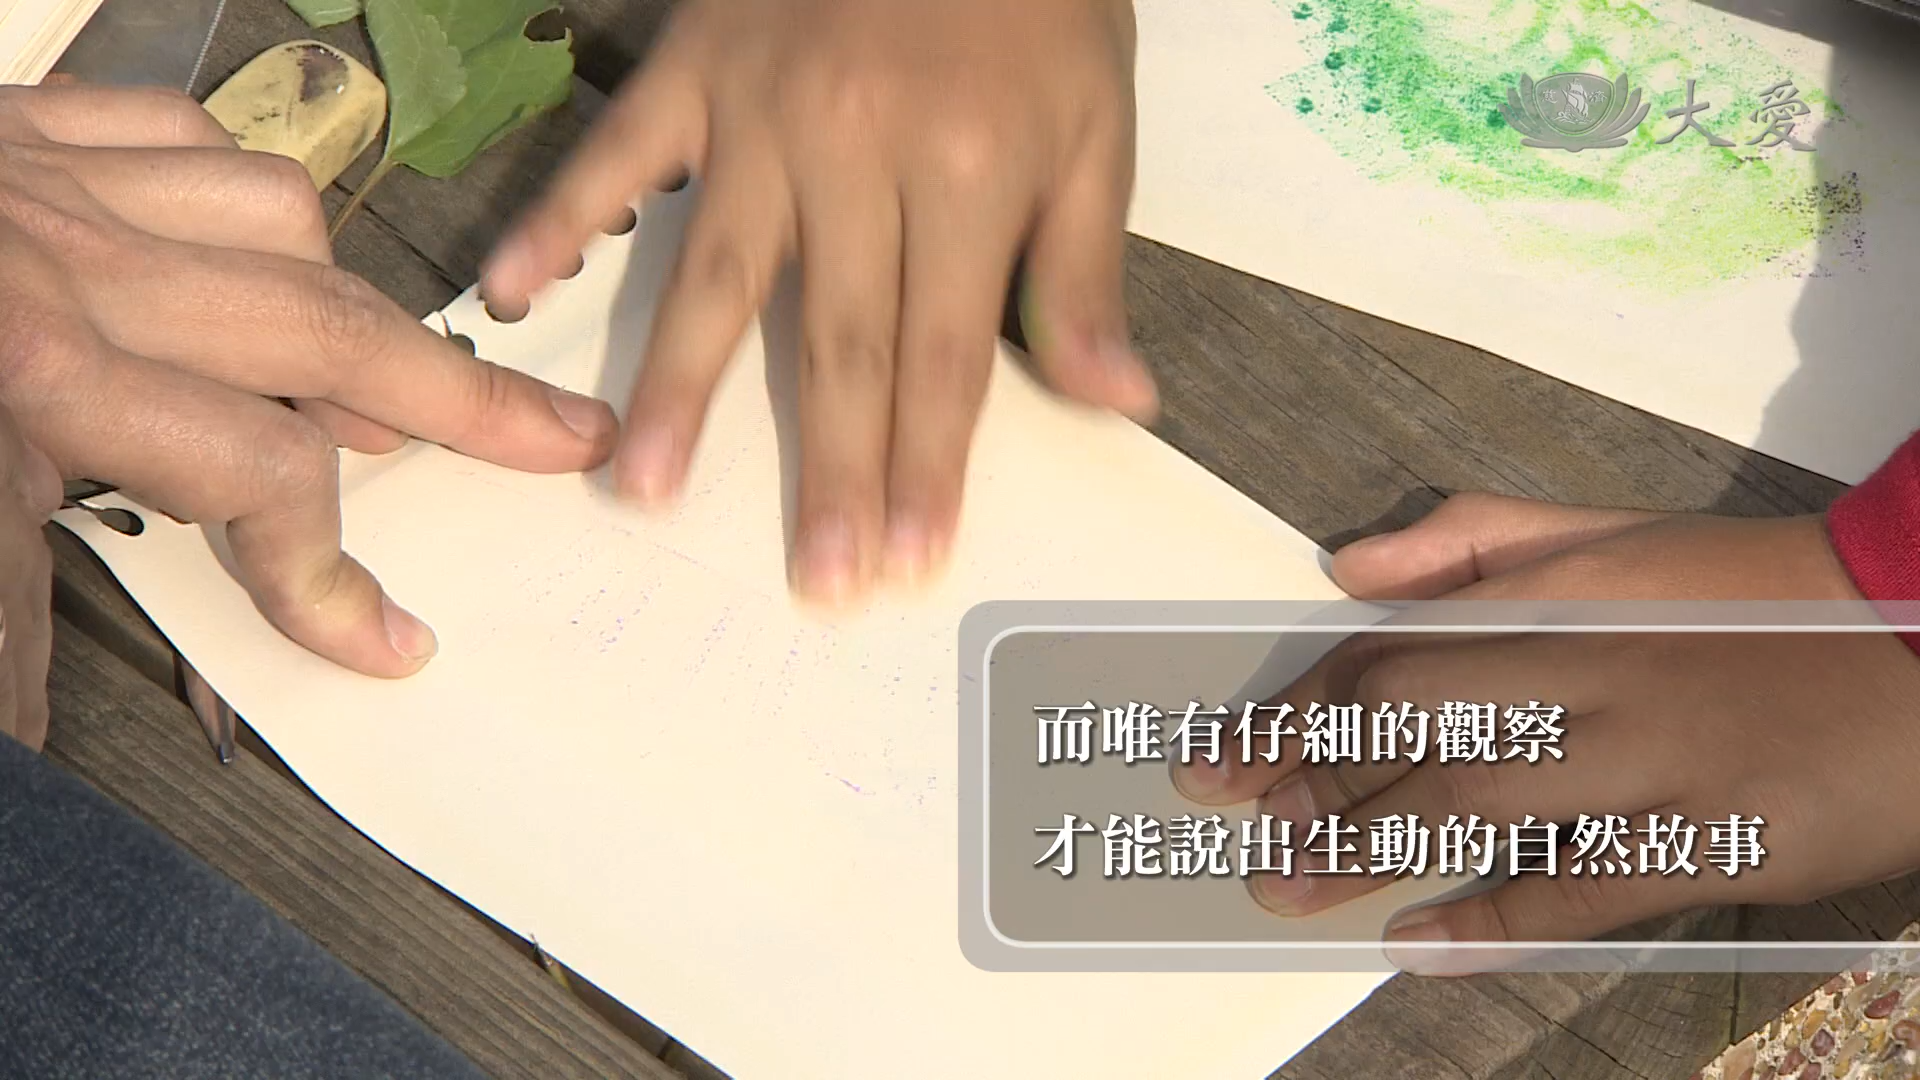 大愛
而唯有仔細的觀察
才能說出生動的自然故事